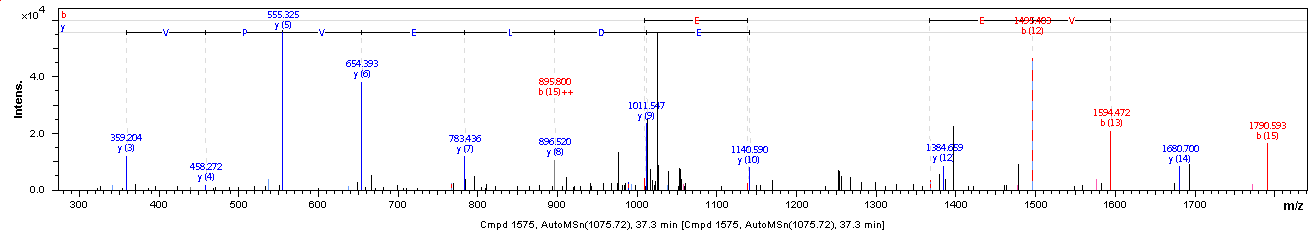 ×10⁴
b
y
Intens.
4.0
2.0
0.0
E
E
V
V
P
V
E
L
D
E
555.325
y (5)
1495.403
b (12)
654.393
y (6)
895.800
b (15)++
1011.547
y (9)
359.204
y (3)
458.272
y (4)
783.436
y (7)
896.520
y (8)
1140.590
y (10)
1384.659
y (12)
1594.472
b (13)
1680.700
y (14)
1790.593
b (15)
300 400 500 600 700 800 900 1000 1100 1200 1300 1400 1500 1600 1700 m/z
Cmpd 1575, AutoMSn(1075.72), 37.3 min [Cmpd 1575, AutoMSn(1075.72), 37.3 min]